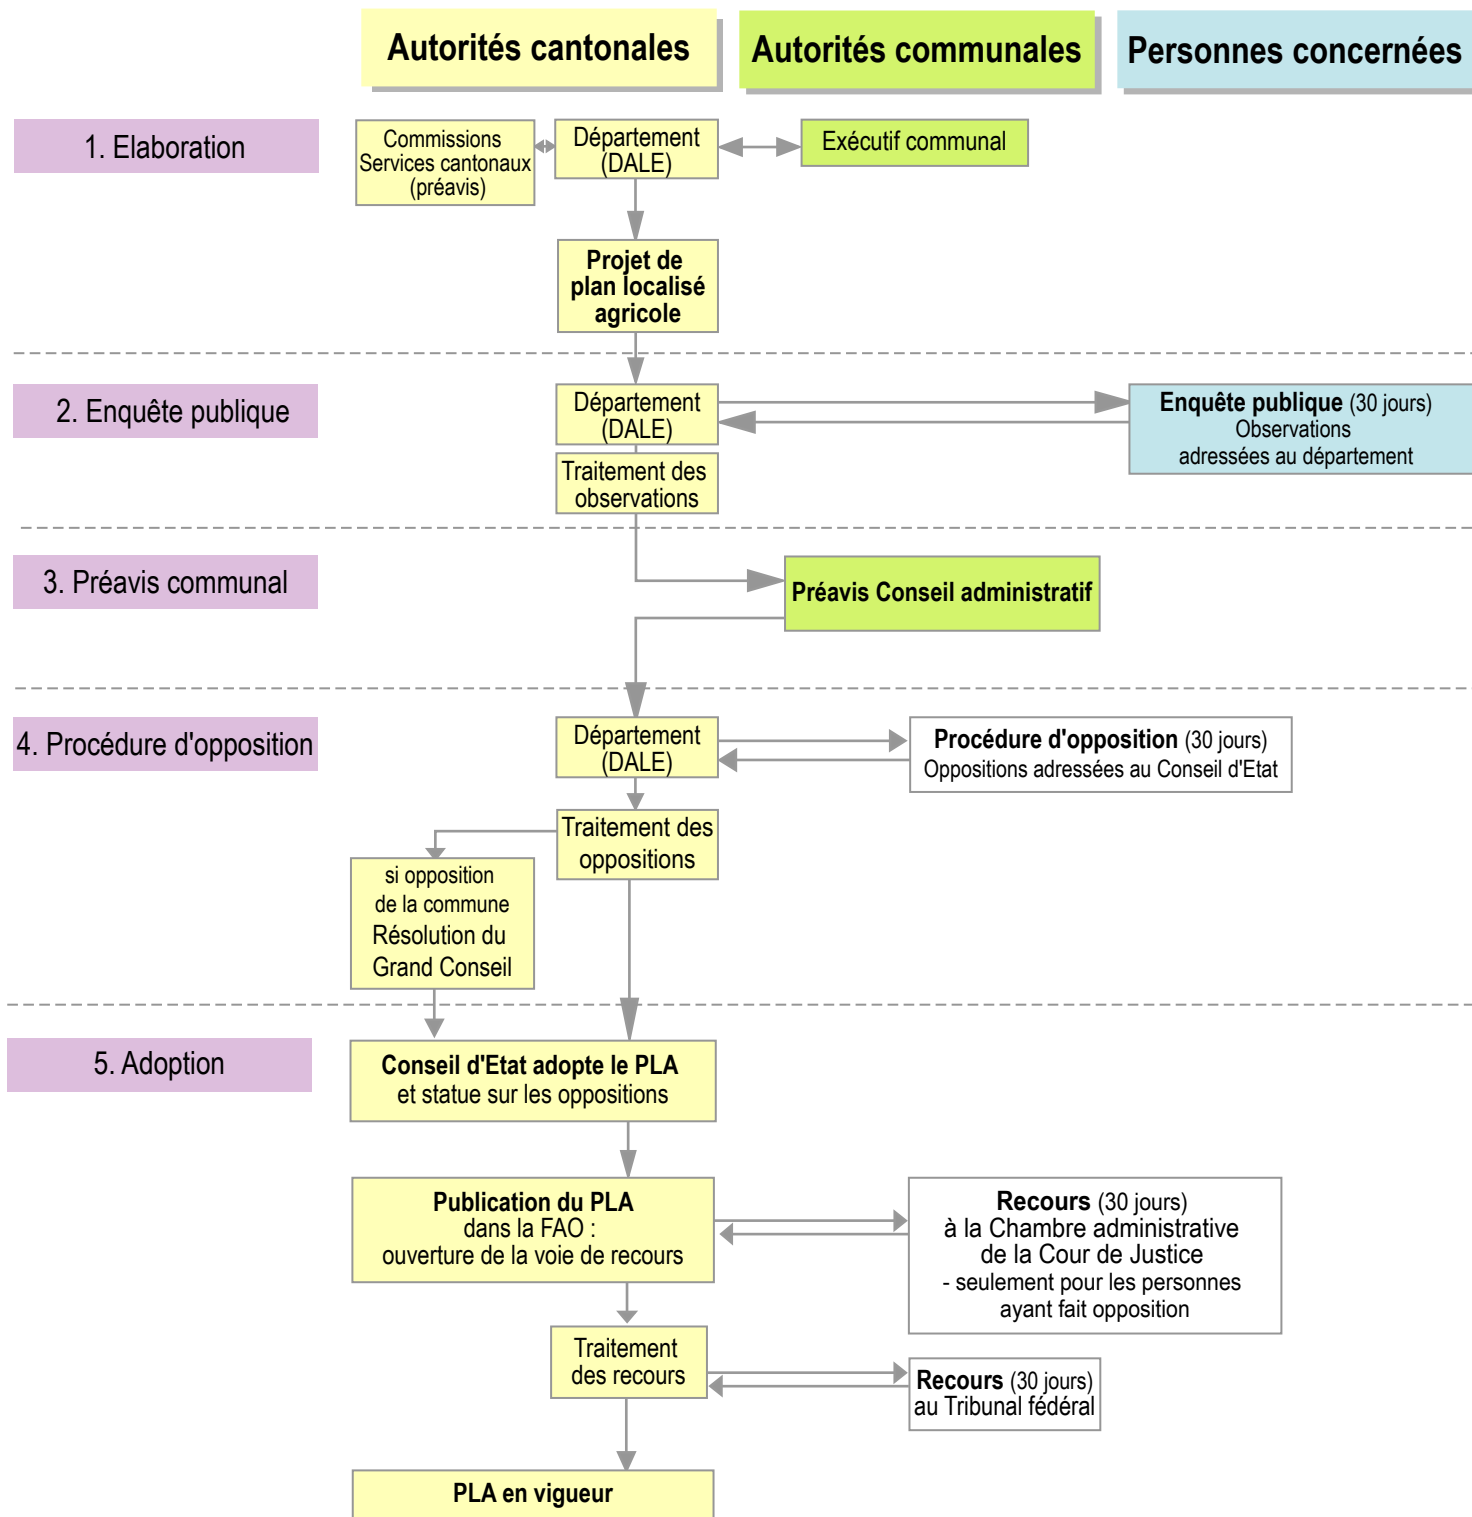 Autorités cantonales
Autorités communales
Personnes concernées
1. Elaboration
Commissions
Services cantonaux
(préavis)
Département
(DALE)
Exécutif communal
Projet de
plan localisé
agricole
2. Enquête publique
Département
(DALE)
Enquête publique (30 jours)
Observations
adressées au département
Traitement des
observations
3. Préavis communal
Préavis Conseil administratif
4. Procédure d'opposition
Département
(DALE)
Procédure d'opposition (30 jours)
Oppositions adressées au Conseil d'Etat
Traitement des
oppositions
si opposition
de la commune
Résolution du
Grand Conseil
5. Adoption
Conseil d'Etat adopte le PLA
et statue sur les oppositions
Publication du PLA
dans la FAO :
ouverture de la voie de recours
Recours (30 jours)
à la Chambre administrative
de la Cour de Justice
- seulement pour les personnes
ayant fait opposition
Traitement
des recours
Recours (30 jours)
au Tribunal fédéral
PLA en vigueur